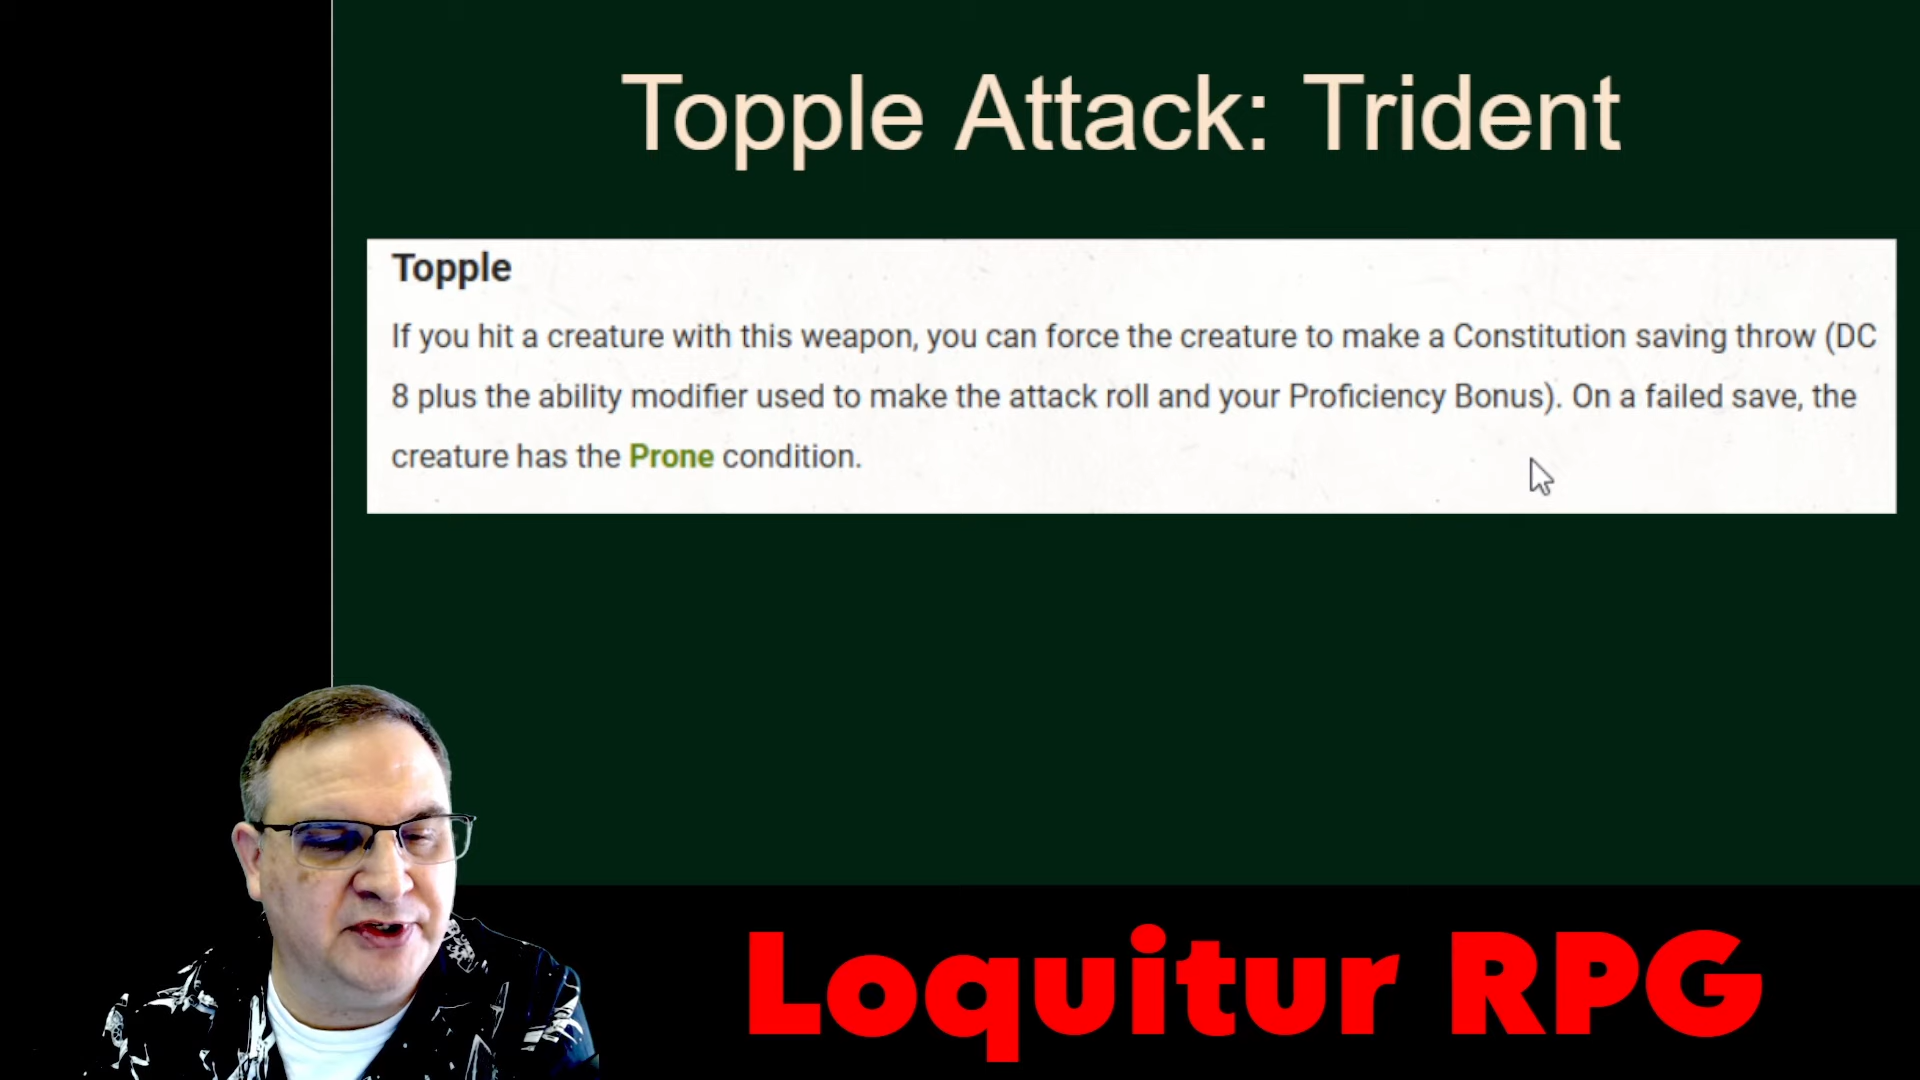 Topple Attack: Trident
Topple
If you hit a creature with this weapon, you can force the creature to make a Constitution saving throw (DC
8 plus the ability modifier used to make the attack roll and your Proficiency Bonus). On a failed save, the
creature has the Prone condition.
Loquitur RPG